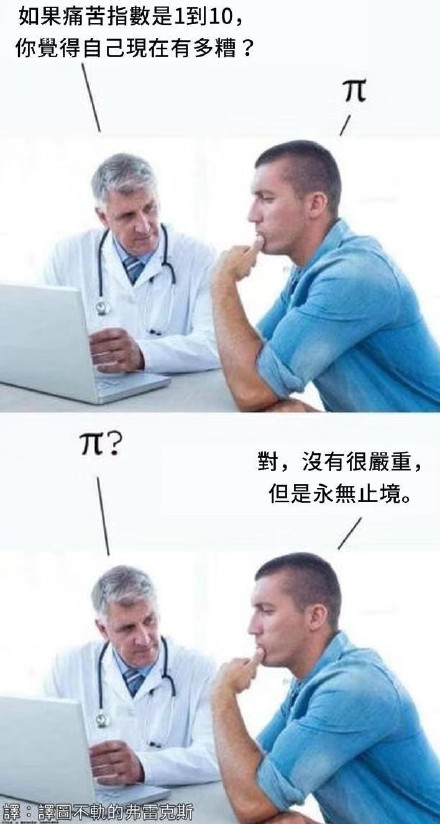 如果痛苦指數是1到10，
你覺得自己現在有多糟？
π
π?
對，沒有很嚴重，
但是永無止境。
譯：譯圖不軌的弗雷克斯